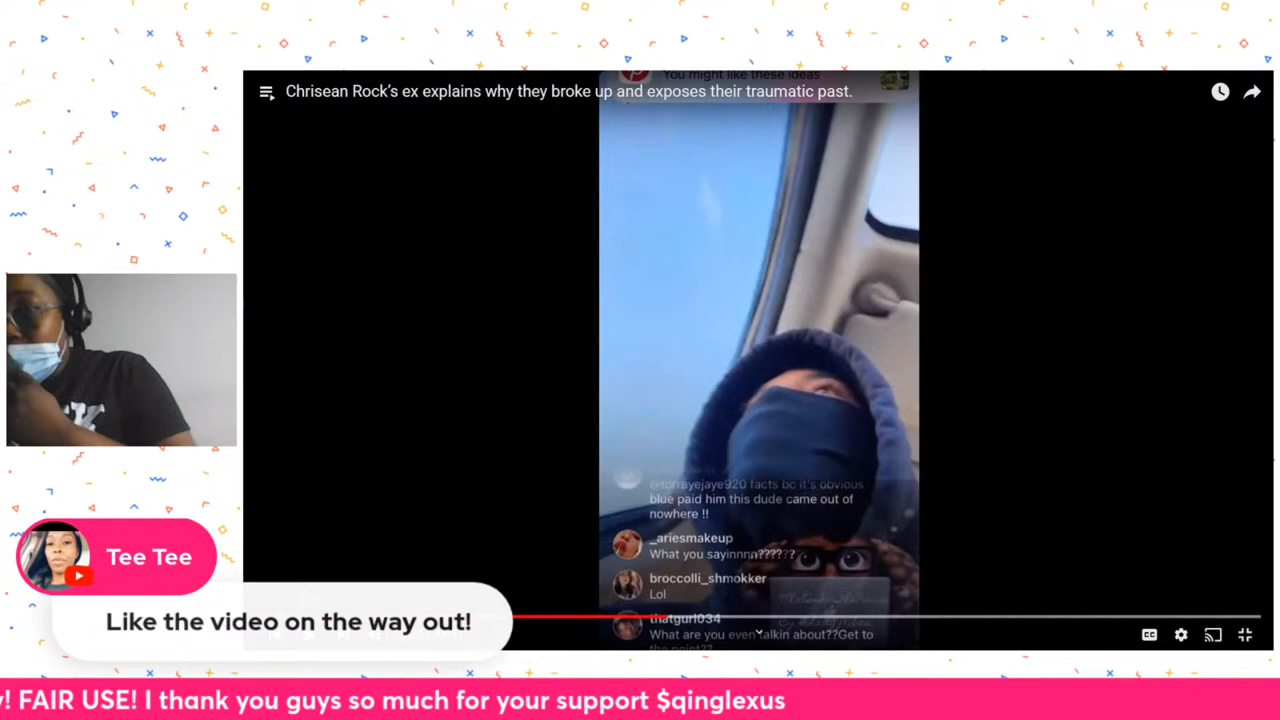 You might like these ideas
Chrisean Rock’s ex explains why they broke up and exposes their traumatic past.
@torrayejaye920 facts bc it's obvious
blue paid him this dude came out of
nowhere !!
_ariesmakeup
What you sayinnnn??????
broccolli_shmokker
Lol
thatgurl034
What are you even talkin about??Get to
the point??
CC
Tee Tee
Like the video on the way out!
y! FAIR USE! I thank you guys so much for your support $qinglexus